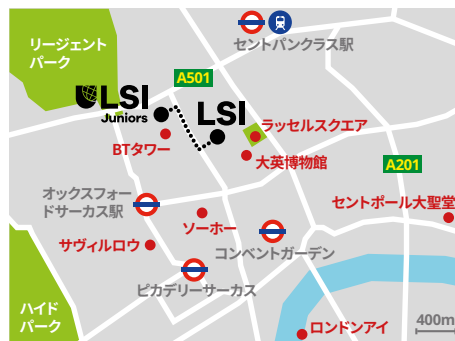 リージェント
パーク
セントパンクラス駅
A501
LSI
Juniors
LSI
ラッセルスクエア
BTタワー
大英博物館
A201
オックスフォー
ドサーカス駅
セントポール大聖堂
ソーホー
サヴィルロウ
コンベントガーデン
ピカデリーサーカス
ハイド
パーク
ロンドンアイ
400m